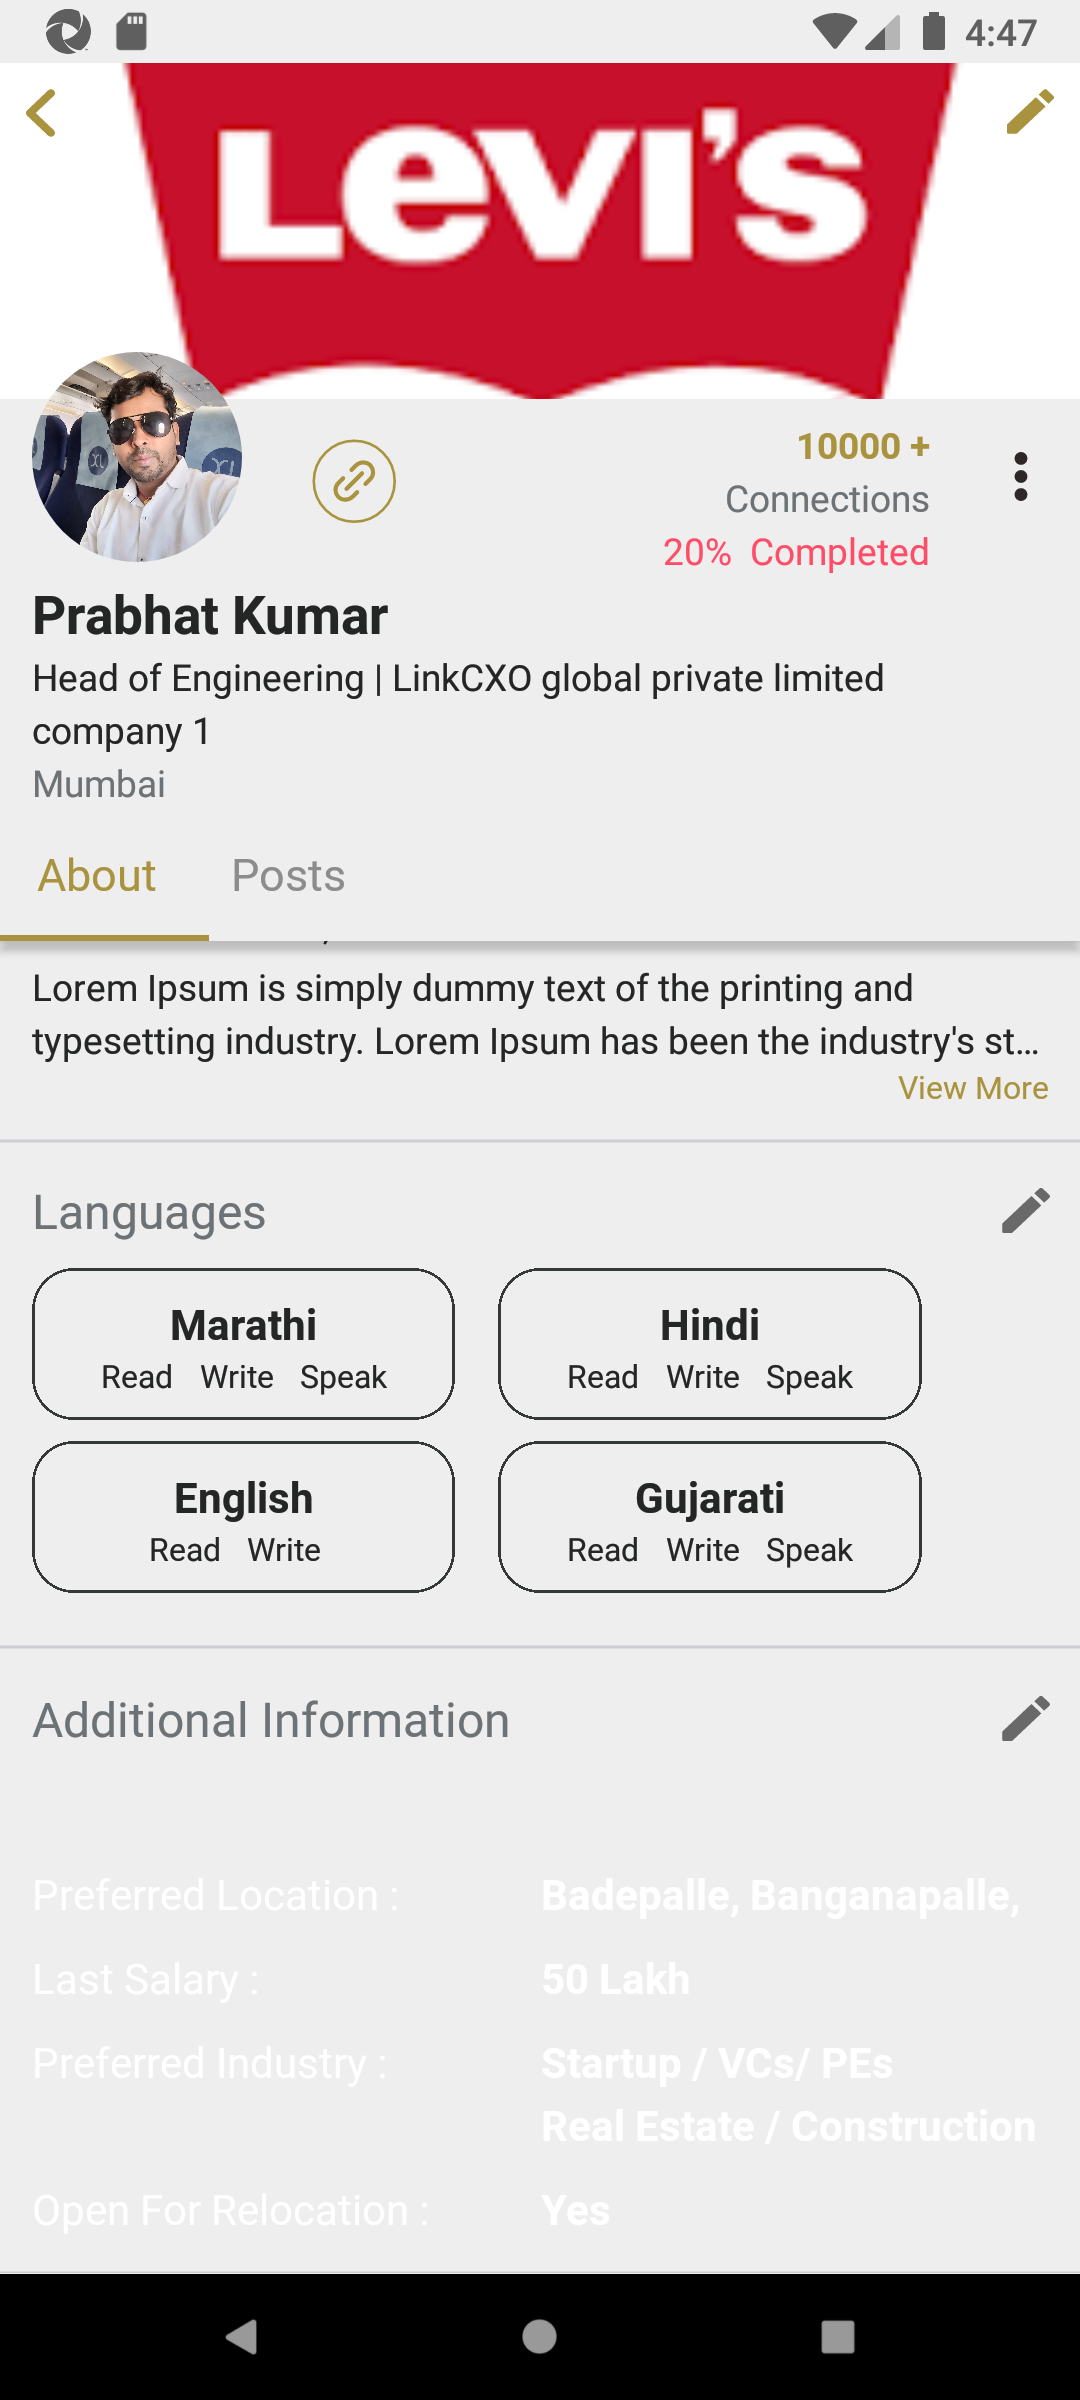 4:47
LEVI'S
10000 +
Connections
20% Completed
Prabhat Kumar
Head of Engineering | LinkCXO global private limited
company 1
Mumbai
About Posts
Lorem Ipsum is simply dummy text of the printing and
typesetting industry. Lorem Ipsum has been the industry's st...
View More
Languages
Marathi Hindi
Read Write Speak Read Write Speak
English Gujarati
Read Write Read Write Speak
Additional Information
Preferred Location : Badepalle, Banganapalle,
Last Salary : 50 Lakh
Preferred Industry : Startup / VCs/ PEs
Real Estate / Construction
Open For Relocation : Yes